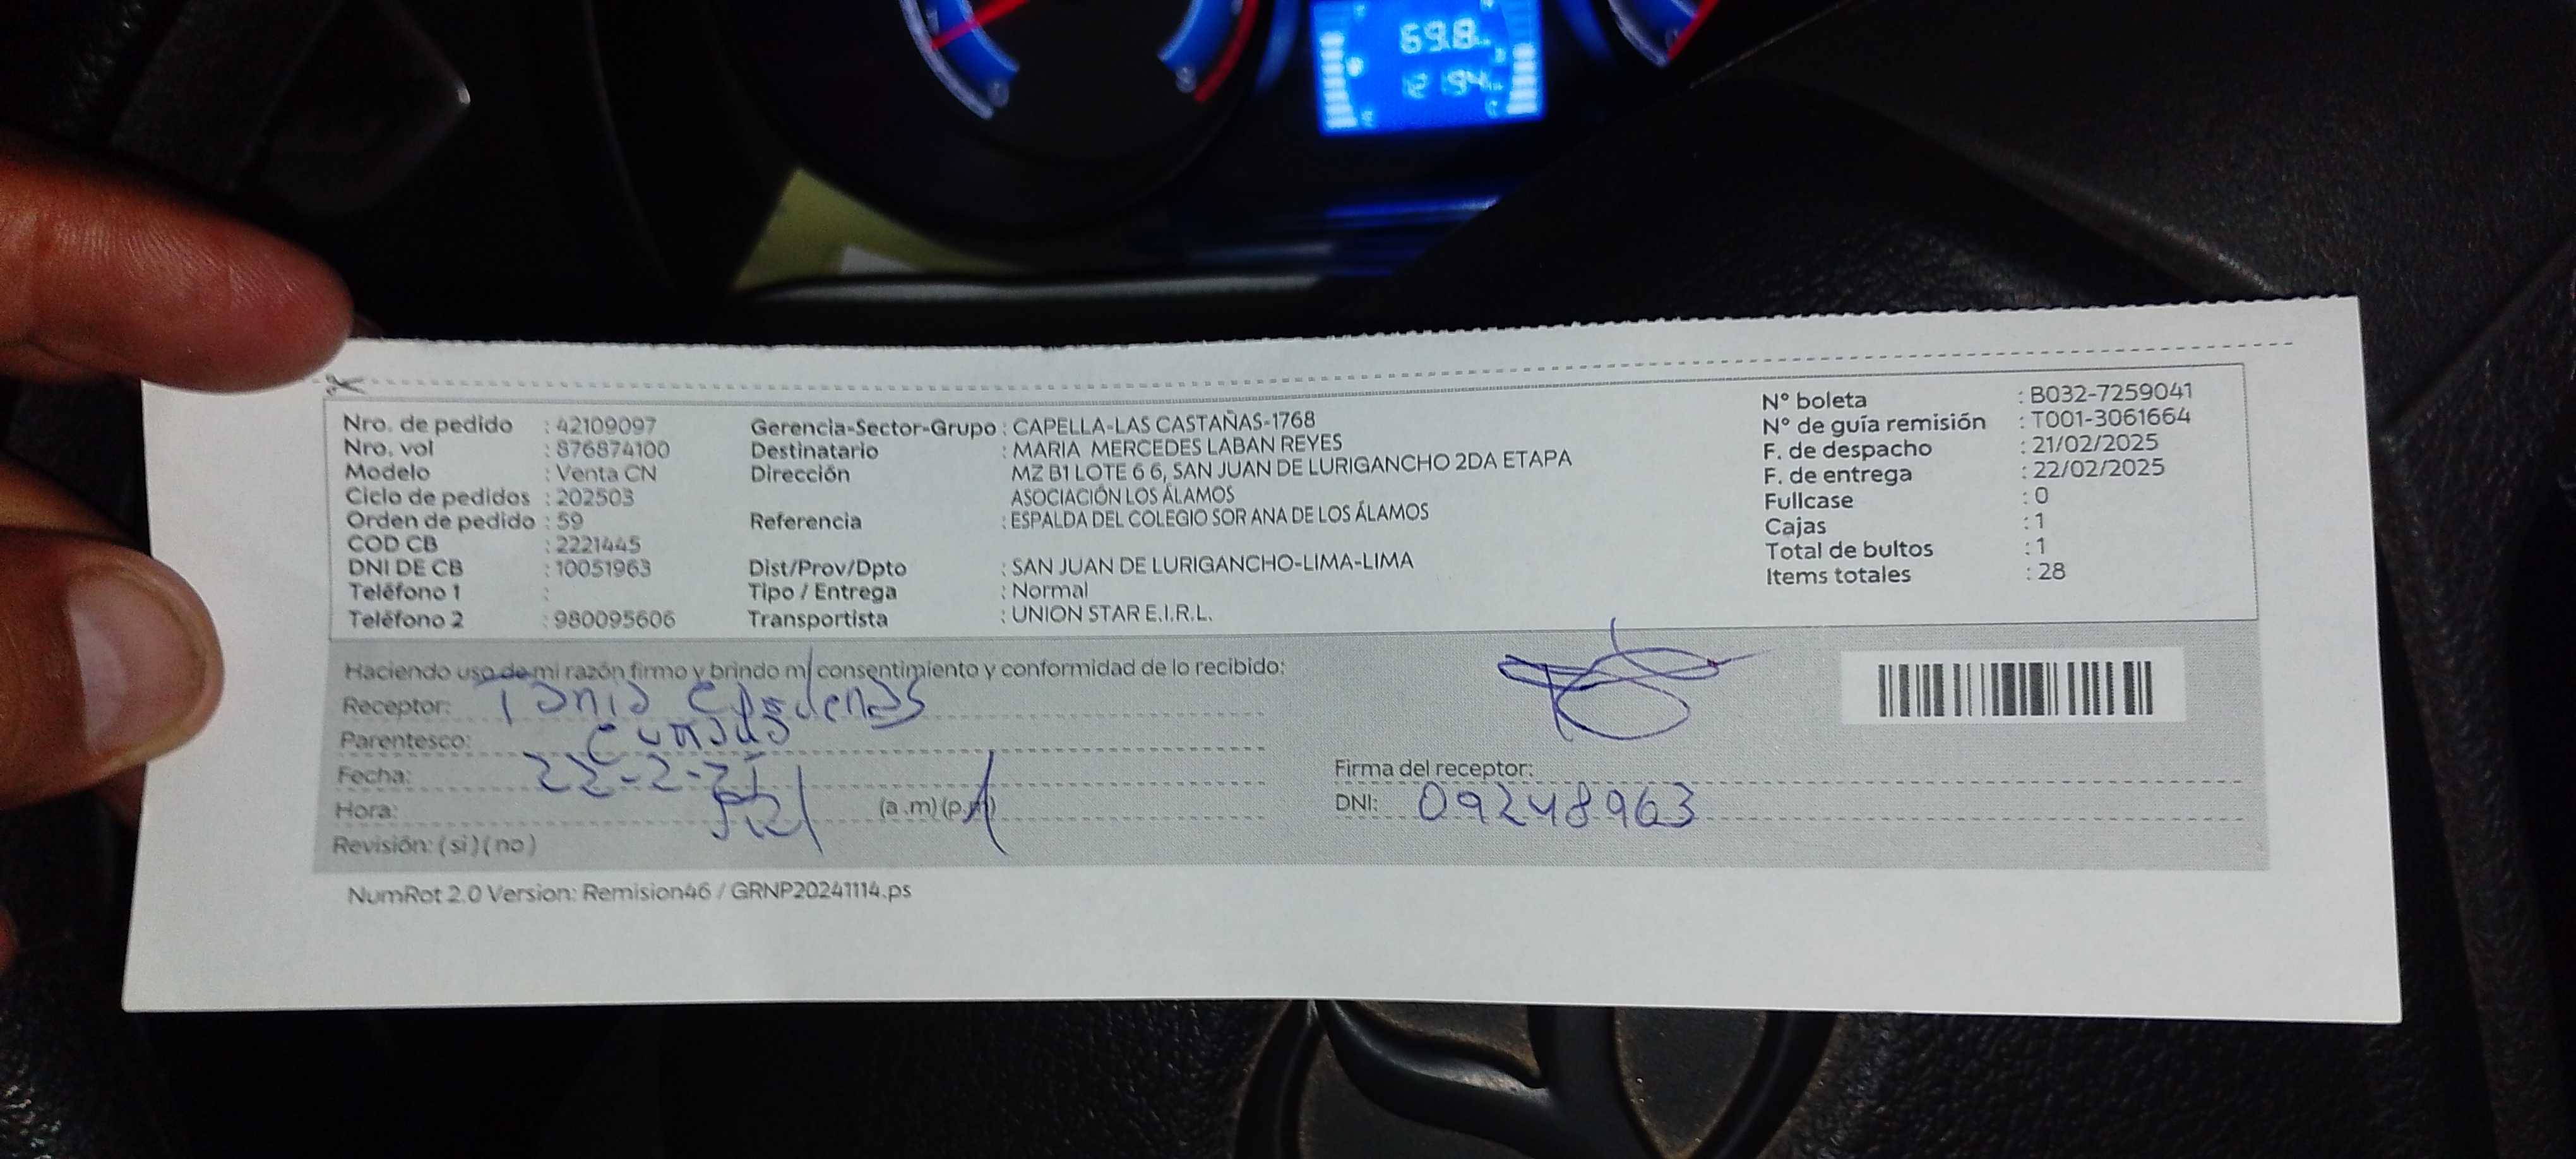 69.8
Nro. de pedido : 42109097
Nro. vol : 876874100
Modelo : Venta CN
Ciclo de pedidos : 202503
Orden de pedido : 59
COD CB : 2221445
DNI DE CB : 10051963
Teléfono 1 :
Teléfono 2 : 980095606
Gerencia-Sector-Grupo : CAPELLA-LAS CASTAÑAS-1768
Destinatario : MARIA MERCEDES LABAN REYES
Dirección MZ B1 LOTE 6 6, SAN JUAN DE LURIGANCHO 2DA ETAPA
ASOCIACIÓN LOS ÁLAMOS
Referencia : ESPALDA DEL COLEGIO SOR ANA DE LOS ÁLAMOS
Dist/Prov/Dpto : SAN JUAN DE LURIGANCHO-LIMA-LIMA
Tipo / Entrega : Normal
Transportista : UNION STAR E.I.R.L.
N° boleta : B032-7259041
N° de guía remisión : T001-3061664
F. de despacho : 21/02/2025
F. de entrega : 22/02/2025
Fullcase : 0
Cajas : 1
Total de bultos : 1
Items totales : 28
Haciendo uso de mi razón firmo y brindo mi consentimiento y conformidad de lo recibido:
Receptor: Tania
Parentesco: Cuñada
Fecha: 22-2-25
Hora: (a.m) (p.m)
Revisión: ( si ) ( no )
Firma del receptor:
DNI: 09248963
NumRot 2.0 Version: Remision46 / GRNP20241114.ps